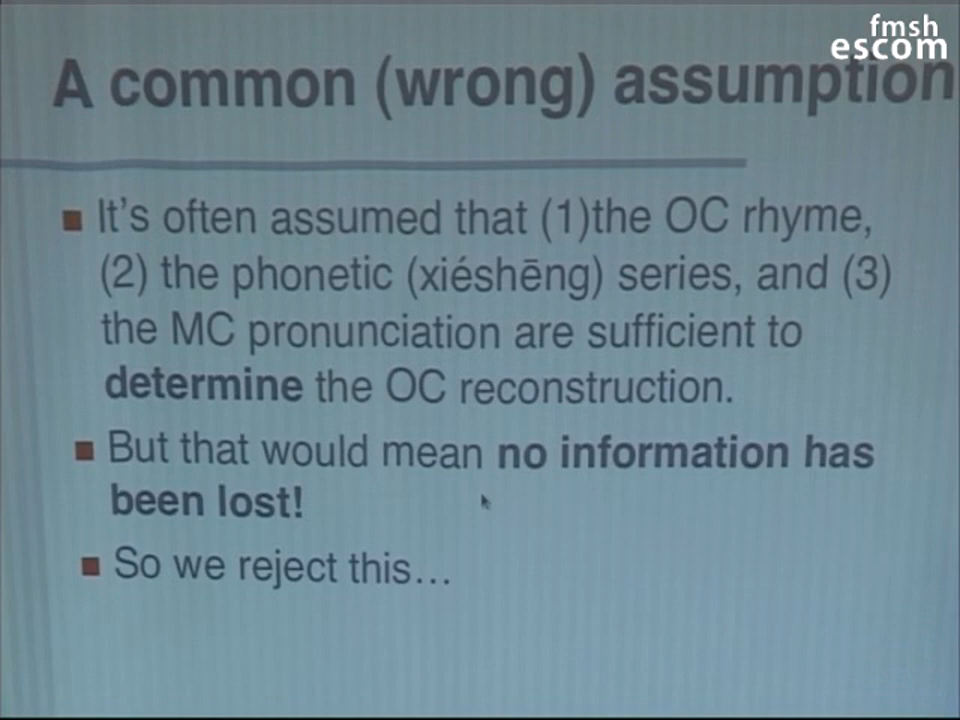 fmsh
escom
A common (wrong) assumption
It's often assumed that (1)the OC rhyme,
(2) the phonetic (xiéshēng) series, and (3)
the MC pronunciation are sufficient to
determine the OC reconstruction.
But that would mean no information has
been lost!
So we reject this…